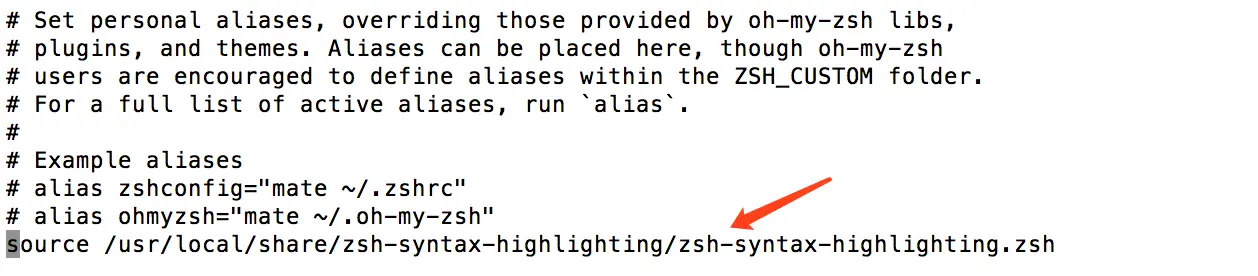 # Set personal aliases, overriding those provided by oh-my-zsh libs,
# plugins, and themes. Aliases can be placed here, though oh-my-zsh
# users are encouraged to define aliases within the ZSH_CUSTOM folder.
# For a full list of active aliases, run `alias`.
#
# Example aliases
# alias zshconfig="mate ~/.zshrc"
# alias ohmyzsh="mate ~/.oh-my-zsh"
source /usr/local/share/zsh-syntax-highlighting/zsh-syntax-highlighting.zsh